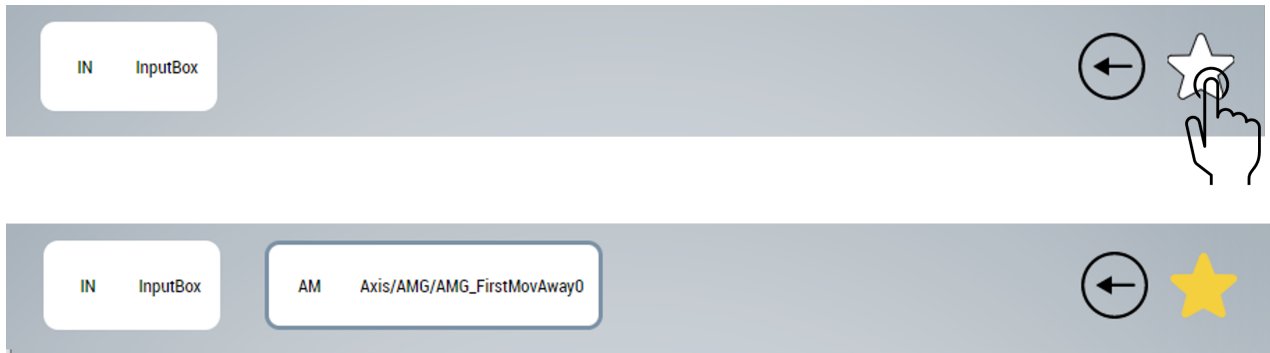 IN InputBox
IN InputBox AM Axis/AMG/AMG_FirstMovAway0